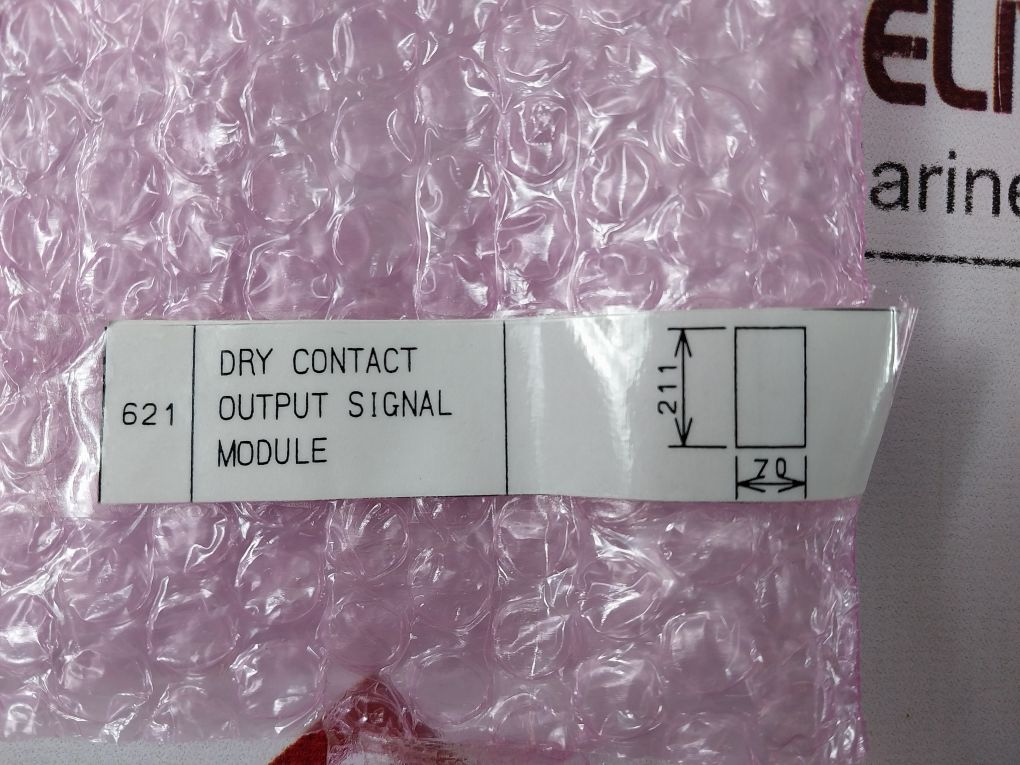 ELI
arine
621
DRY CONTACT
OUTPUT SIGNAL
MODULE
211
70